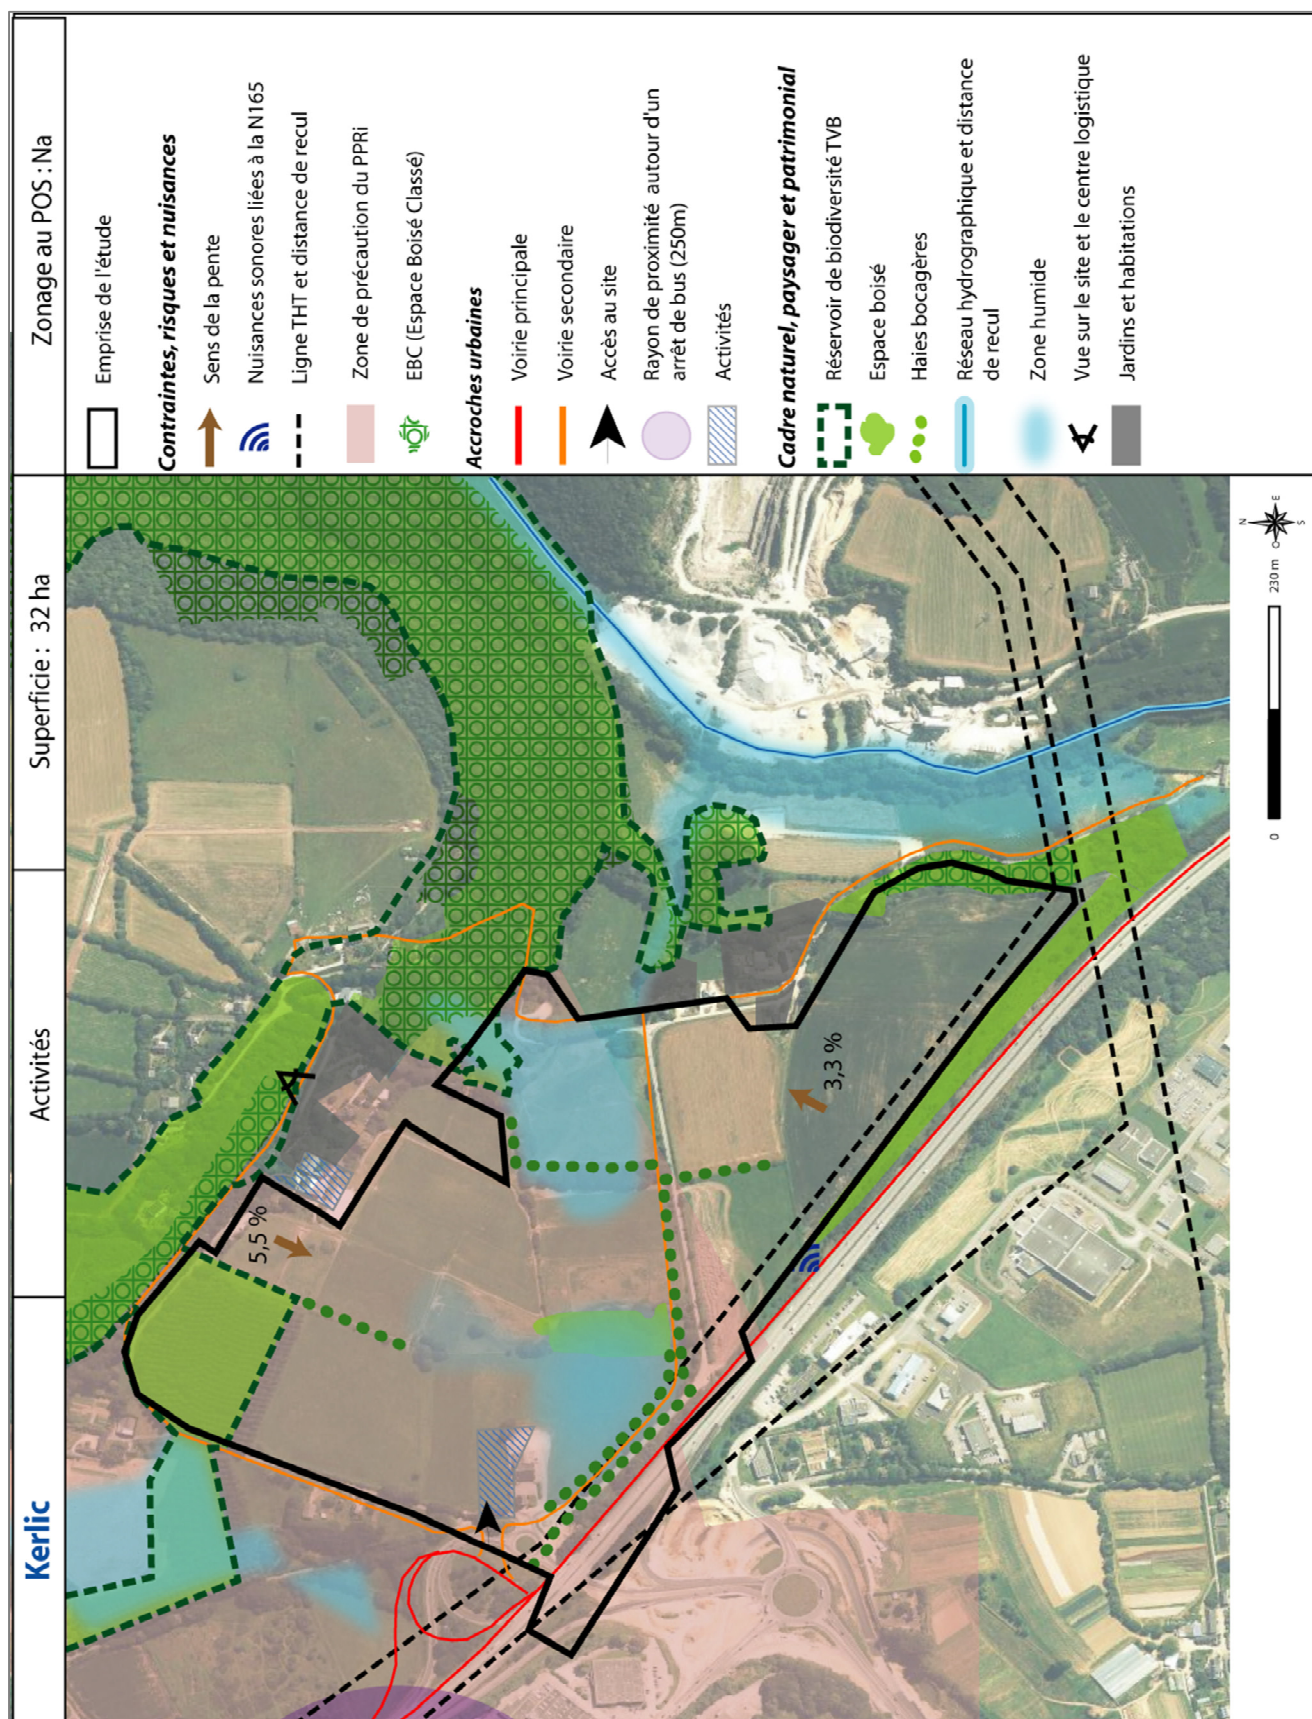 Kerlic
Activités
Superficie : 32 ha
Zonage au POS : Na
Emprise de l'étude
Contraintes, risques et nuisances
Sens de la pente
Nuisances sonores liées à la N165
Ligne THT et distance de recul
Zone de précaution du PPRi
EBC (Espace Boisé Classé)
Accroches urbaines
Voirie principale
Voirie secondaire
Accès au site
Rayon de proximité autour d'un
arrêt de bus (250m)
Activités
Cadre naturel, paysager et patrimonial
Réservoir de biodiversité TVB
Espace boisé
Haies bocagères
Réseau hydrographique et distance
de recul
Zone humide
Vue sur le site et le centre logistique
Jardins et habitations
5,5 %
3,3 %
0
230 m
N
O
E
S